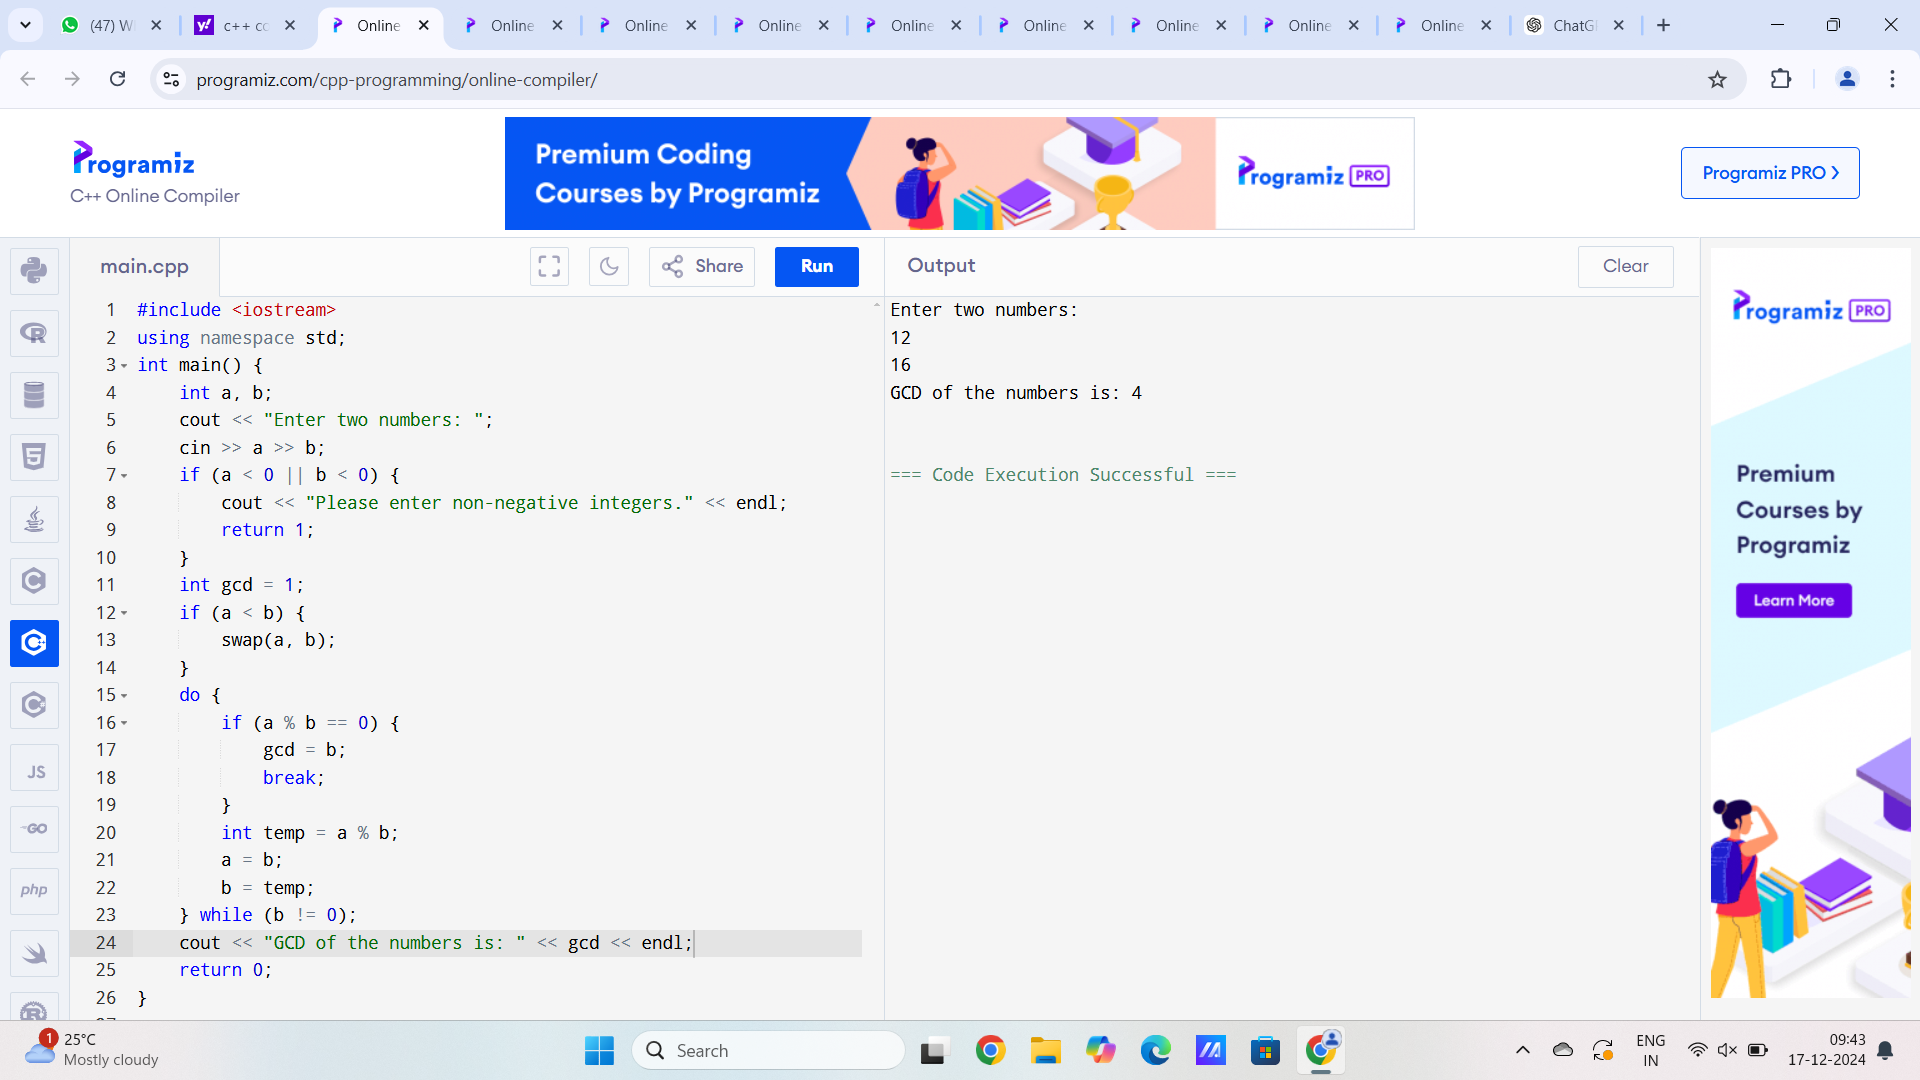 (47) W
c++ co
Online
Online
Online
Online
Online
Online
Online
Online
Online
ChatG
programiz.com/cpp-programming/online-compiler/
Programiz
C++ Online Compiler
Premium Coding
Courses by Programiz
Programiz PRO
Programiz PRO
main.cpp
Share
Run
Output
Clear
1 #include <iostream>
2 using namespace std;
3 int main() {
4 int a, b;
5 cout << "Enter two numbers: ";
6 cin >> a >> b;
7 if (a < 0 || b < 0) {
8 cout << "Please enter non-negative integers." << endl;
9 return 1;
10 }
11 int gcd = 1;
12 if (a < b) {
13 swap(a, b);
14 }
15 do {
16 if (a % b == 0) {
17 gcd = b;
18 break;
19 }
20 int temp = a % b;
21 a = b;
22 b = temp;
23 } while (b != 0);
24 cout << "GCD of the numbers is: " << gcd << endl;
25 return 0;
26 }
Enter two numbers:
12
16
GCD of the numbers is: 4
=== Code Execution Successful ===
JS
GO
php
Programiz PRO
Premium
Courses by
Programiz
Learn More
1
25°C
Mostly cloudy
Search
ENG
IN
09:43
17-12-2024